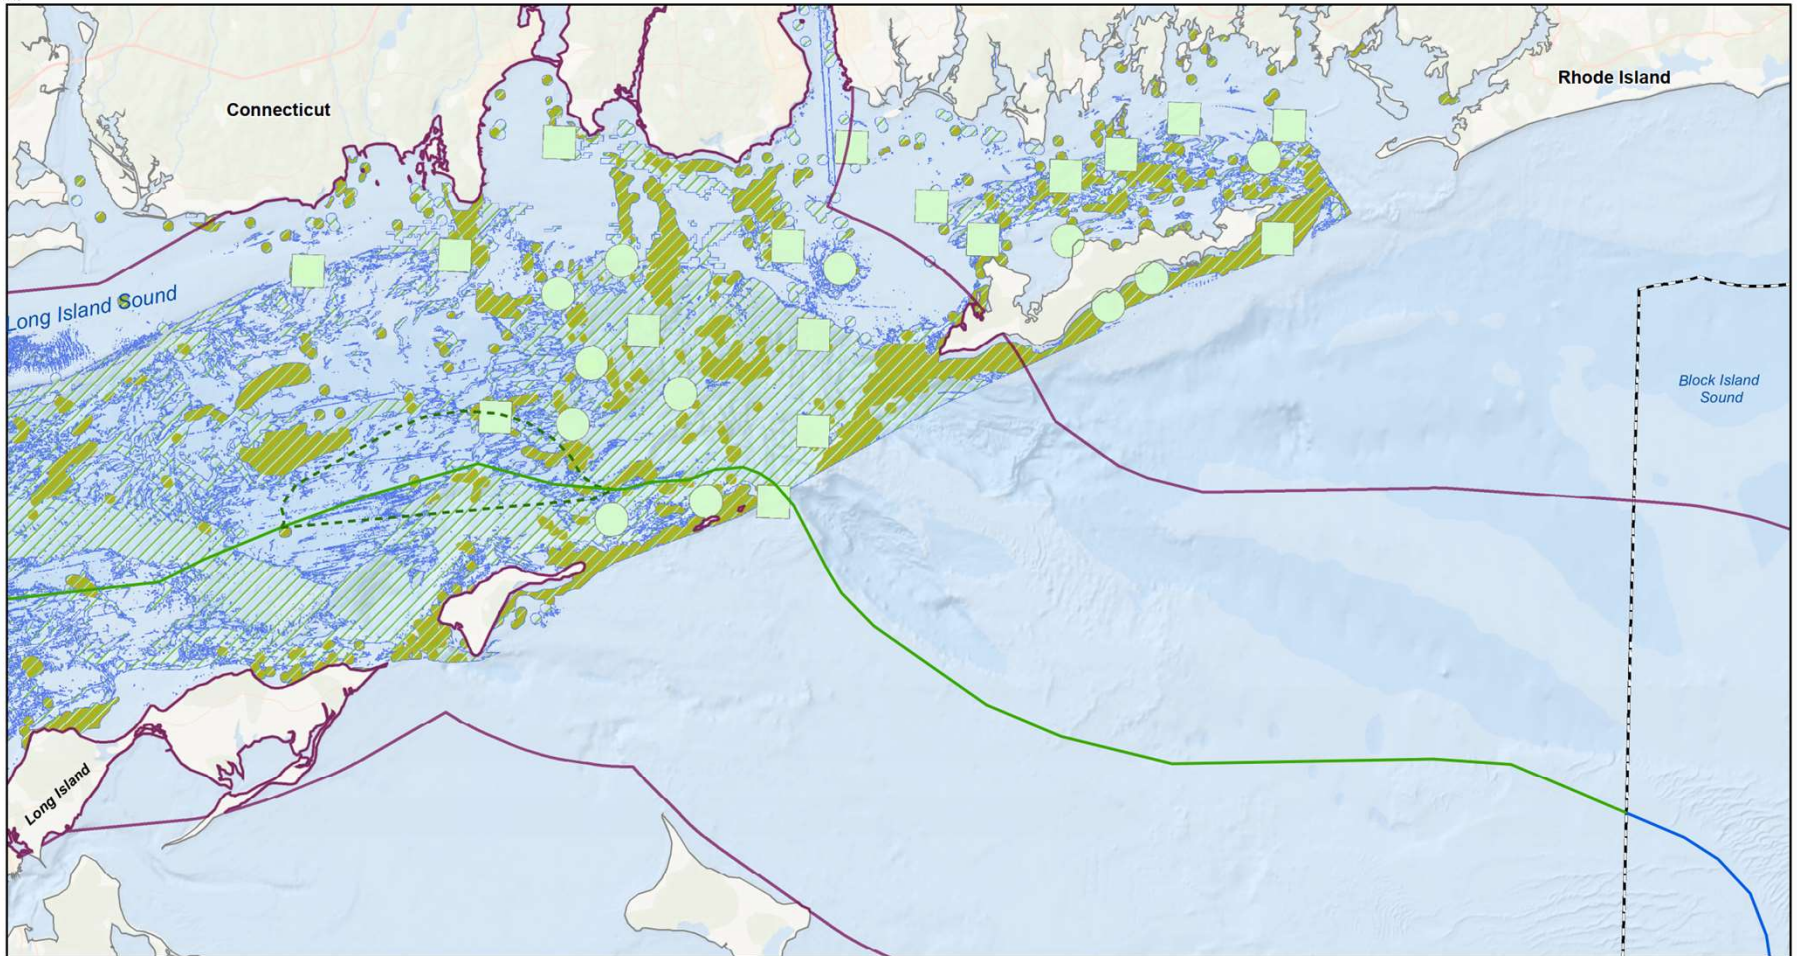 Rhode Island
Connecticut
Long Island Sound
Block Island
Sound
Long Island